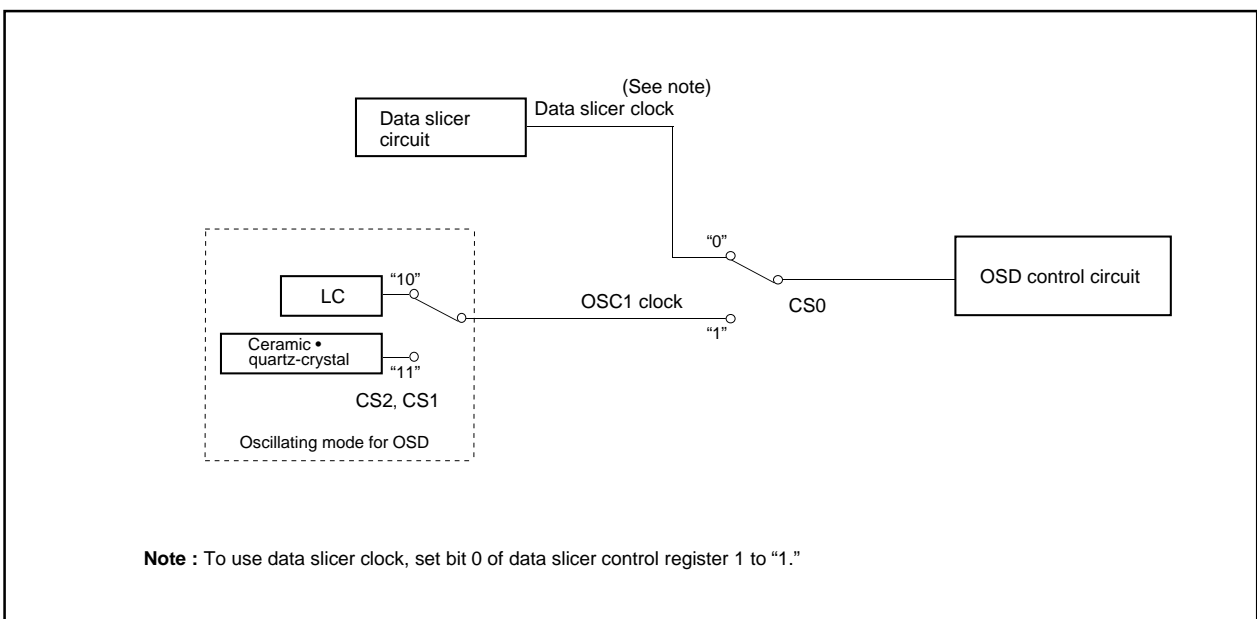 (See note)
Data slicer clock
Data slicer
circuit
“0”
OSD control circuit
“10”
LC
OSC1 clock
CS0
“1”
Ceramic •
quartz-crystal
“11”
CS2, CS1
Oscillating mode for OSD
Note : To use data slicer clock, set bit 0 of data slicer control register 1 to “1.”